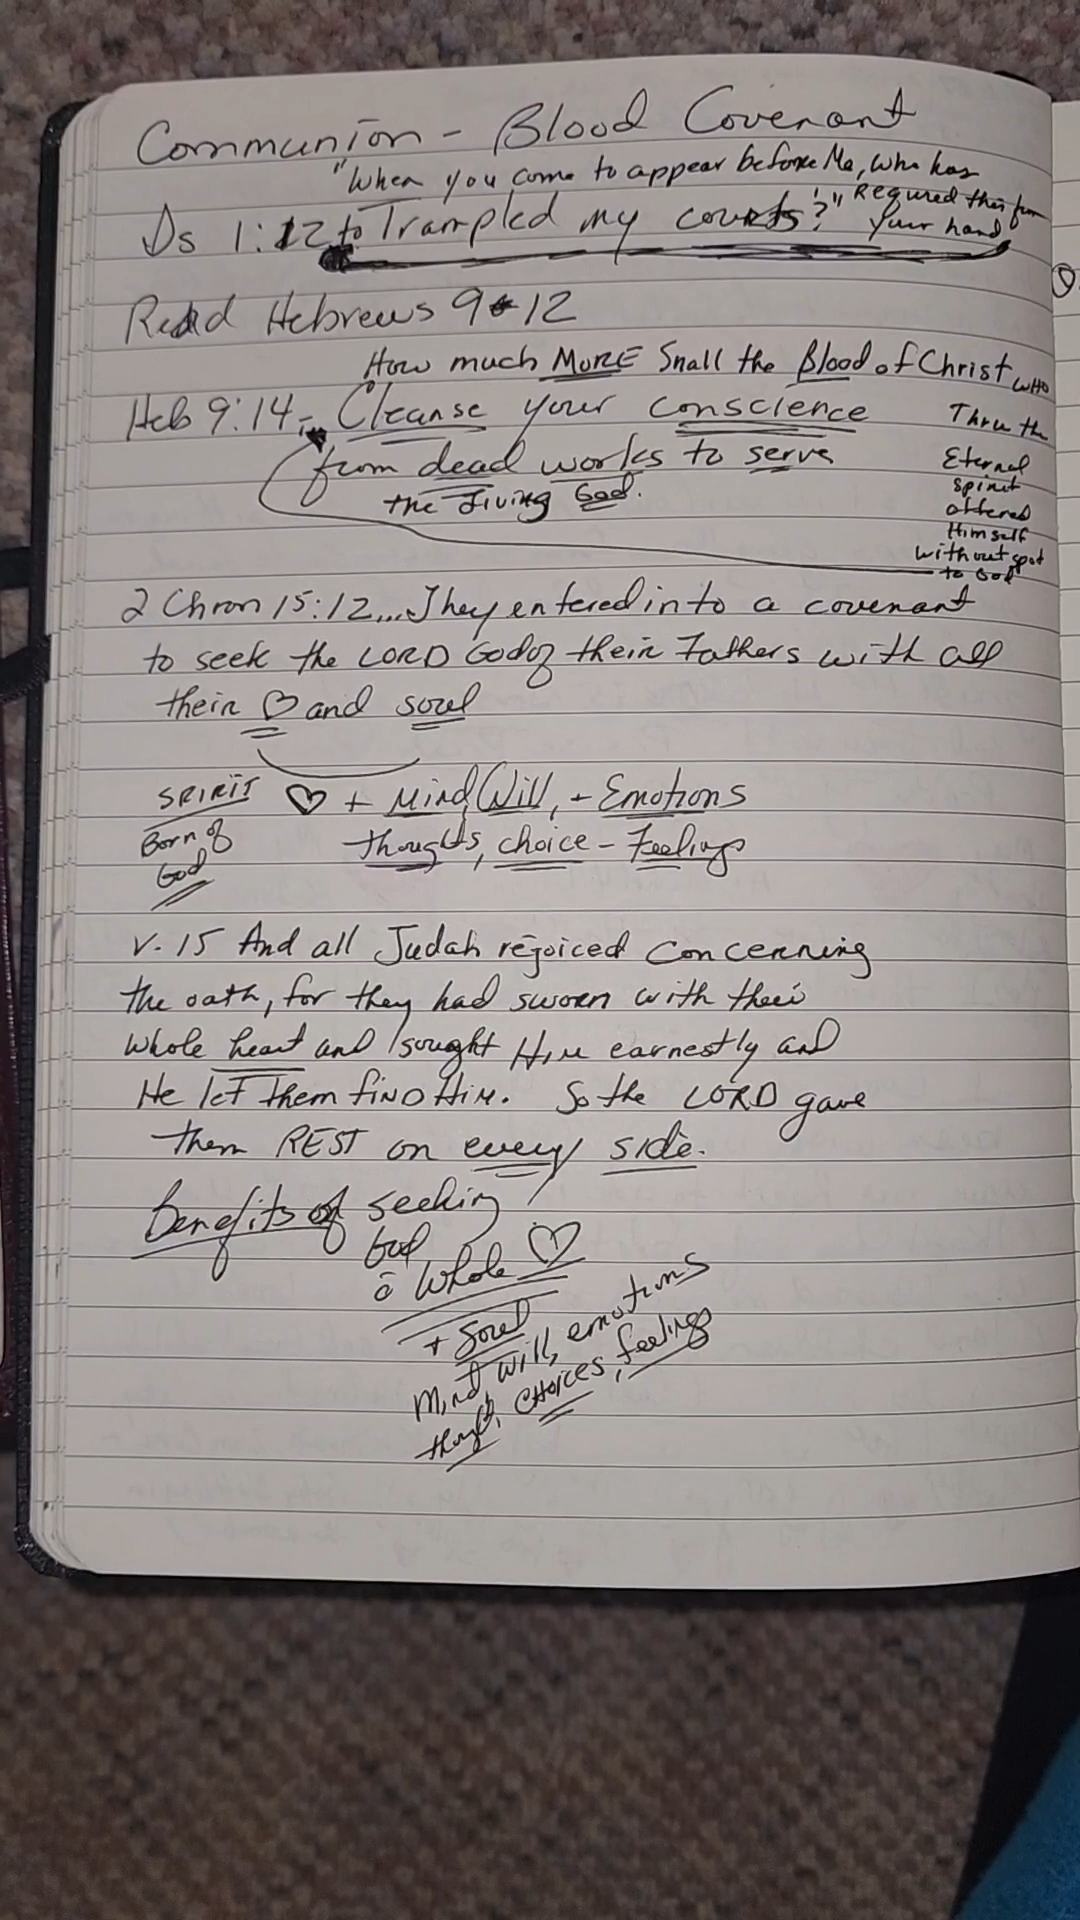 Communion - Blood Covenant
"When you come to appear before Me, who has
Required this from
your hand
Is 1:12 to Trampled my courts?"
Read Hebrews 9 12
How much MORE Shall the Blood of Christ WHO
Thru the
Eternal
spirit
offered
Himself
without spot
to God
Heb 9:14 Cleanse your conscience
from dead works to serve
the living God.
2 Chron 15:12... They entered into a covenant
to seek the LORD God of their Fathers with all
their ♡ and soul
SPIRIT ♡ + Mind, Will, + Emotions
Born of
God
thoughts, choice - Feelings
v. 15 And all Judah rejoiced concerning
the oath, for they had sworn with their
whole heart and sought Him earnestly and
He let them find Him. So the LORD gave
them REST on every side.
Benefits of seeking
God
c̄ whole ♡
+ soul
Mind, will, emotions
thought, choices, feelings